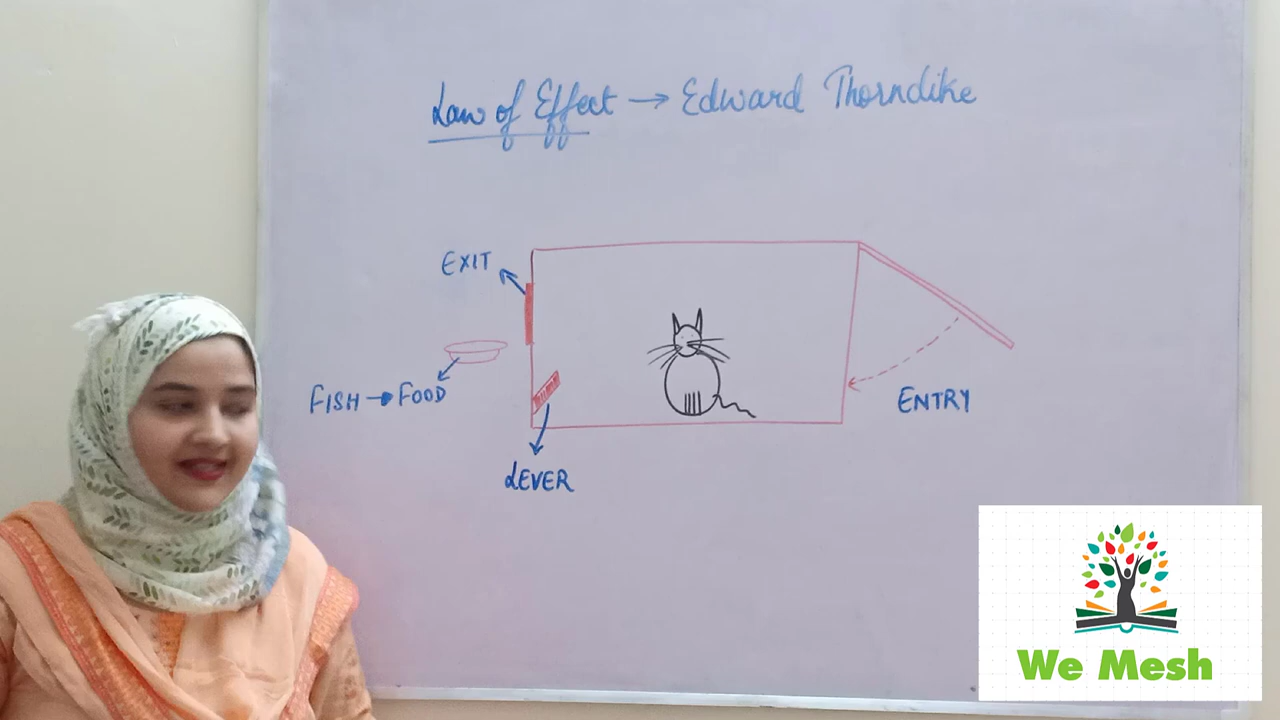 Law of Effect → Edward Thorndike
EXIT
FISH → FOOD
ENTRY
LEVER
We Mesh